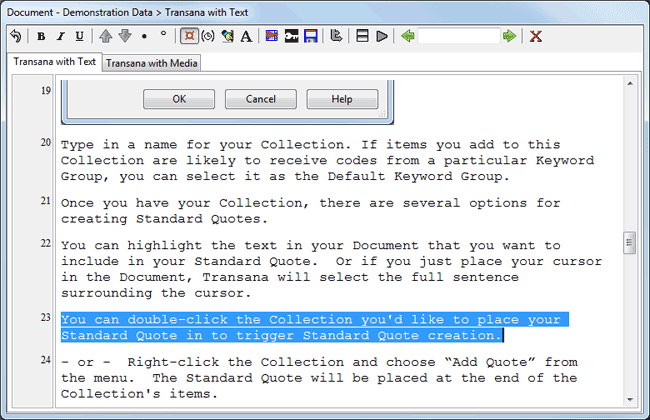 Document - Demonstration Data > Transana with Text
B I U A
Transana with Text Transana with Media
19
OK Cancel Help
20 Type in a name for your Collection. If items you add to this
Collection are likely to receive codes from a particular Keyword
Group, you can select it as the Default Keyword Group.
21 Once you have your Collection, there are several options for
creating Standard Quotes.
22 You can highlight the text in your Document that you want to
include in your Standard Quote.  Or if you just place your cursor
in the Document, Transana will select the full sentence
surrounding the cursor.
23 You can double-click the Collection you'd like to place your
Standard Quote in to trigger Standard Quote creation.
24 - or -  Right-click the Collection and choose “Add Quote” from
the menu.  The Standard Quote will be placed at the end of the
Collection's items.